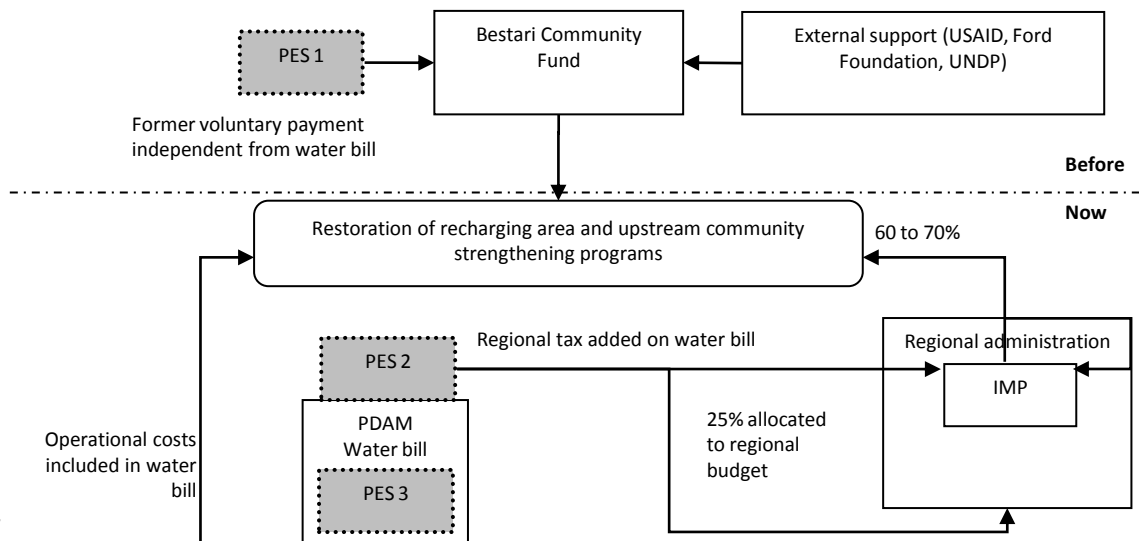 PES 1
Bestari Community
Fund
External support (USAID, Ford
Foundation, UNDP)
Former voluntary payment
independent from water bill
Before
Now
Restoration of recharging area and upstream community
strengthening programs
60 to 70%
Regional tax added on water bill
Regional administration
PES 2
IMP
PDAM
Water bill
25% allocated
to regional
budget
Operational costs
included in water
bill
PES 3